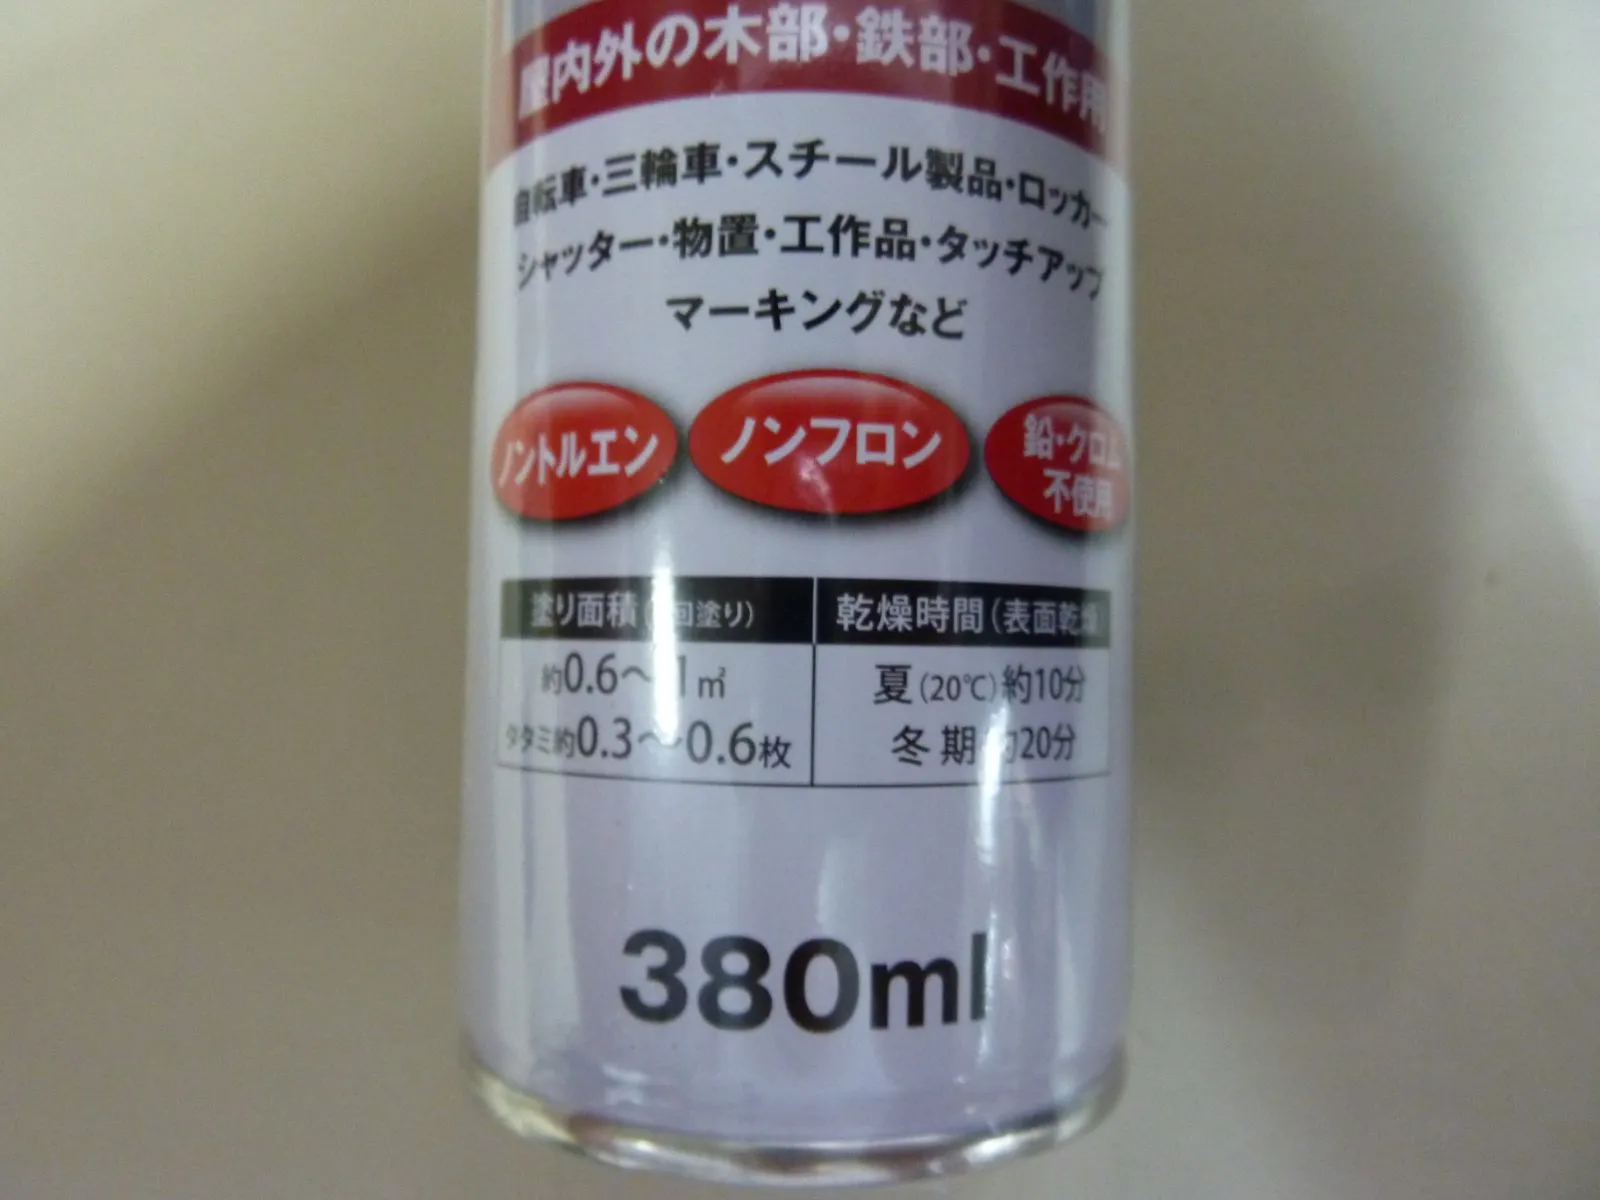 屋内外の木部・鉄部・工作用
自転車・三輪車・スチール製品・ロッカー
シャッター・物置・工作品・タッチアップ
マーキングなど
ノントルエン
ノンフロン
鉛・クロム
不使用
塗り面積(回塗り)
乾燥時間(表面乾燥
約0.6〜1㎡
夏(20℃)約10分
タタミ約0.3〜0.6枚
冬期 約20分
380ml